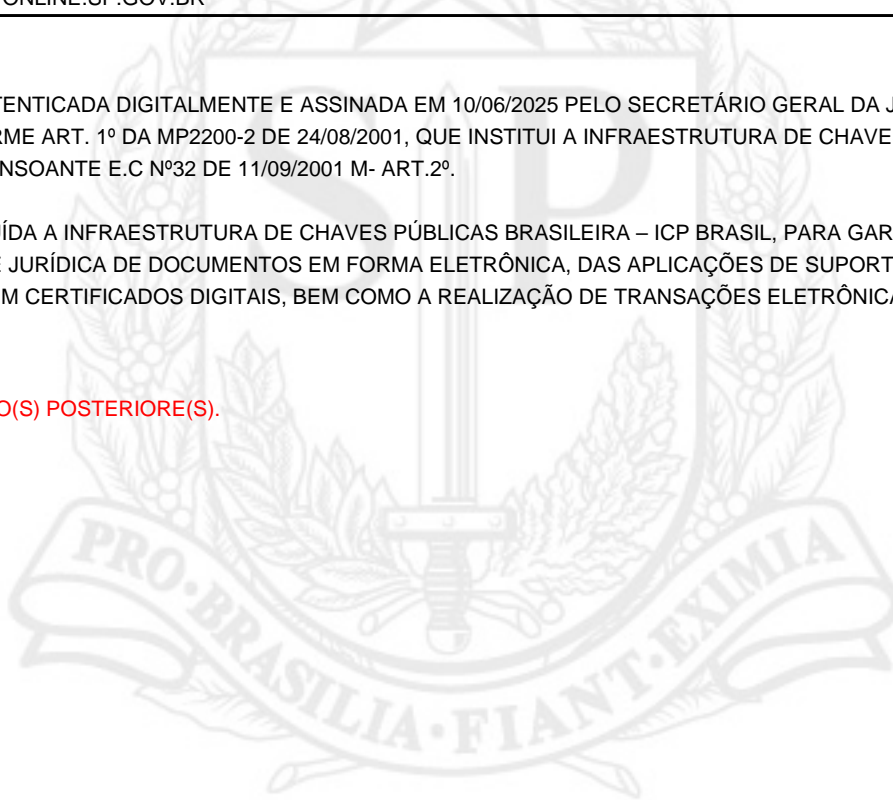 ONLINE.SP.GOV.BR
TENTICADA DIGITALMENTE E ASSINADA EM 10/06/2025 PELO SECRETÁRIO GERAL DA J
RME ART. 1º DA MP2200-2 DE 24/08/2001, QUE INSTITUI A INFRAESTRUTURA DE CHAVE
NSOANTE E.C Nº32 DE 11/09/2001 M- ART.2º.
ÍDA A INFRAESTRUTURA DE CHAVES PÚBLICAS BRASILEIRA – ICP BRASIL, PARA GAR
E JURÍDICA DE DOCUMENTOS EM FORMA ELETRÔNICA, DAS APLICAÇÕES DE SUPORT
M CERTIFICADOS DIGITAIS, BEM COMO A REALIZAÇÃO DE TRANSAÇÕES ELETRÔNICA
O(S) POSTERIORE(S).
SP
PRO·BRASILIA·FIANT·EXIMIA